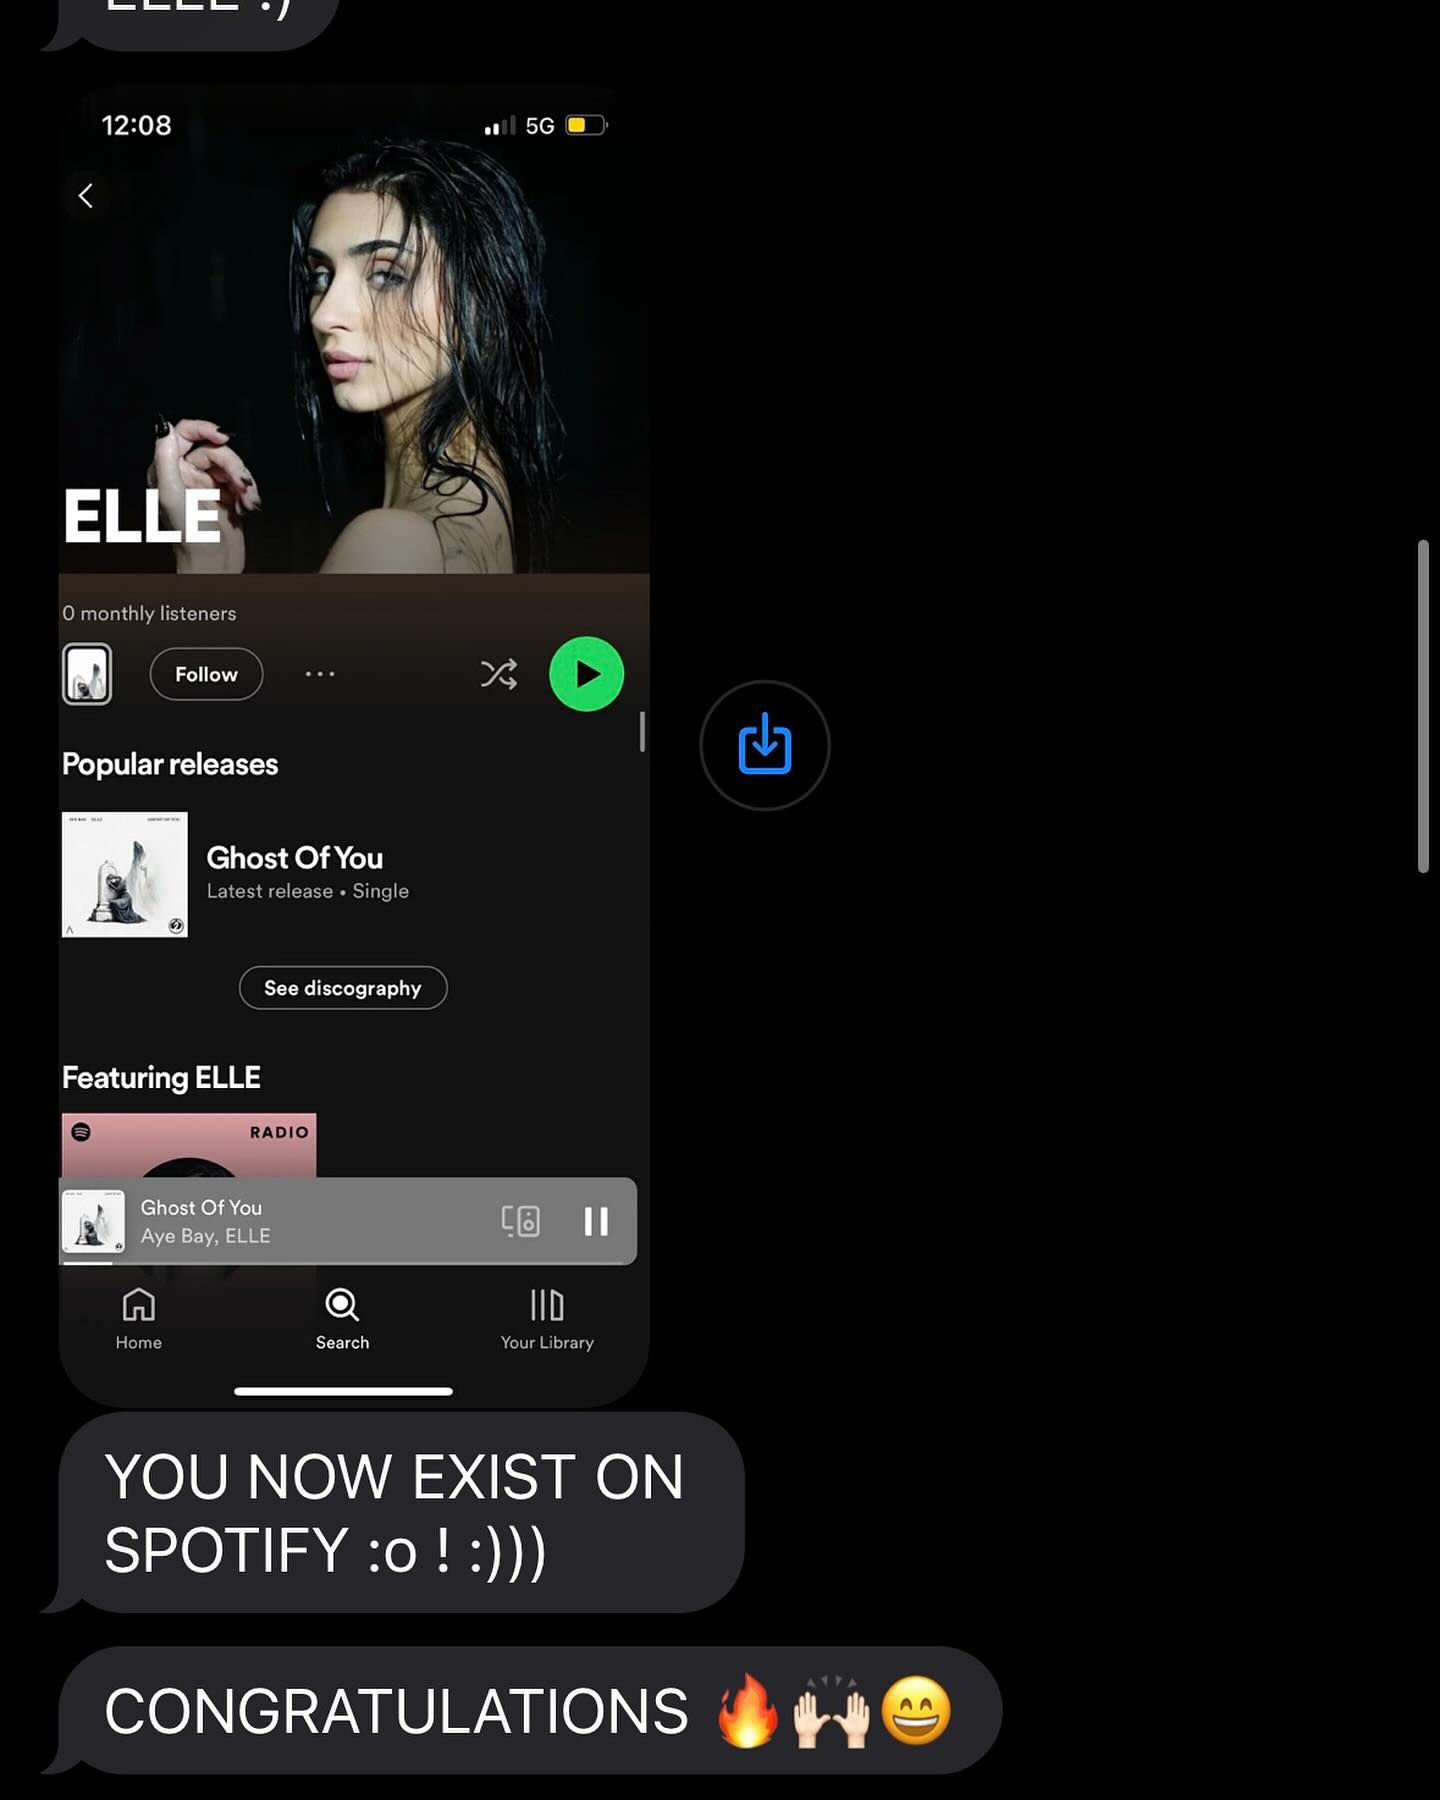 ELLE :)
12:08
5G
ELLE
0 monthly listeners
Follow
Popular releases
Ghost Of You
Latest release • Single
See discography
Featuring ELLE
RADIO
Ghost Of You
Aye Bay, ELLE
Home
Search
Your Library
YOU NOW EXIST ON
SPOTIFY :o ! :)))
CONGRATULATIONS 🔥🙌🏻😄